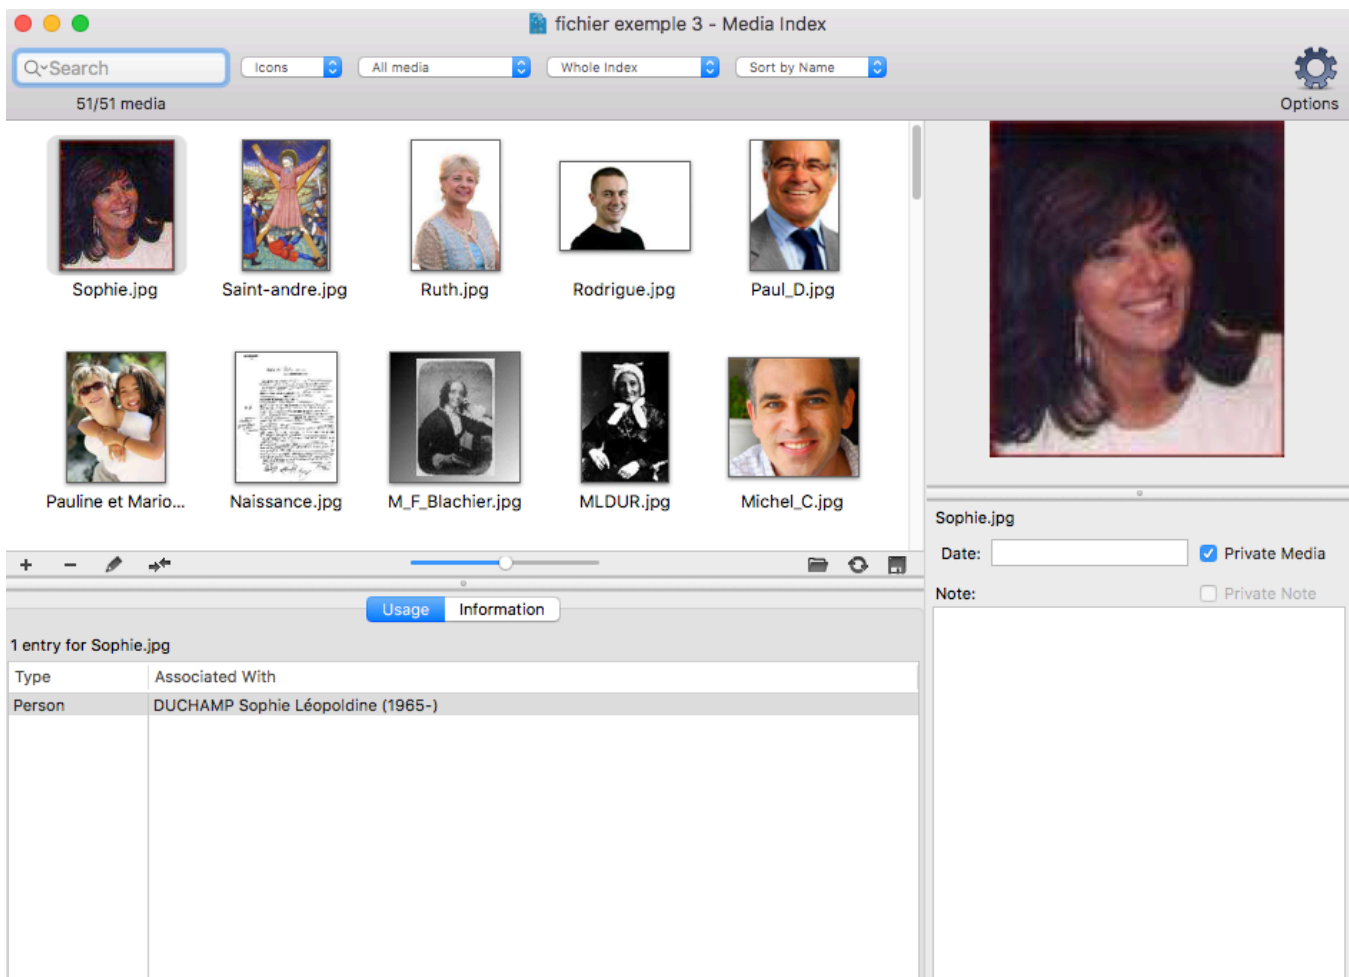 fichier exemple 3 - Media Index
Search
Icons
All media
Whole Index
Sort by Name
51/51 media
Options
Sophie.jpg
Saint-andre.jpg
Ruth.jpg
Rodrigue.jpg
Paul_D.jpg
Pauline et Mario...
Naissance.jpg
M_F_Blachier.jpg
MLDUR.jpg
Michel_C.jpg
Usage
Information
1 entry for Sophie.jpg
Type
Associated With
Person
DUCHAMP Sophie Léopoldine (1965-)
Sophie.jpg
Date:
Private Media
Note:
Private Note